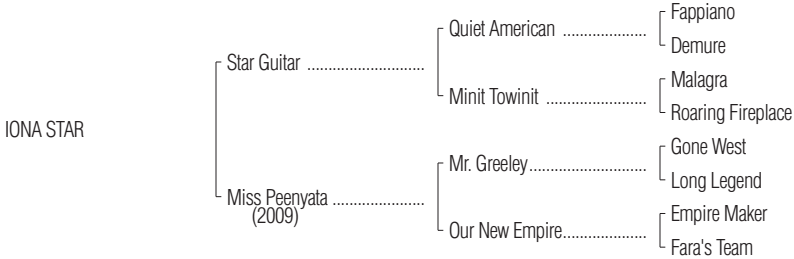 Fappiano
Quiet American ....................
Demure
Star Guitar ............................
Malagra
Minit Towinit ........................
Roaring Fireplace
IONA STAR
Gone West
Mr. Greeley............................
Long Legend
Miss Peenyata ......................
(2009)
Empire Maker
Our New Empire....................
Fara's Team